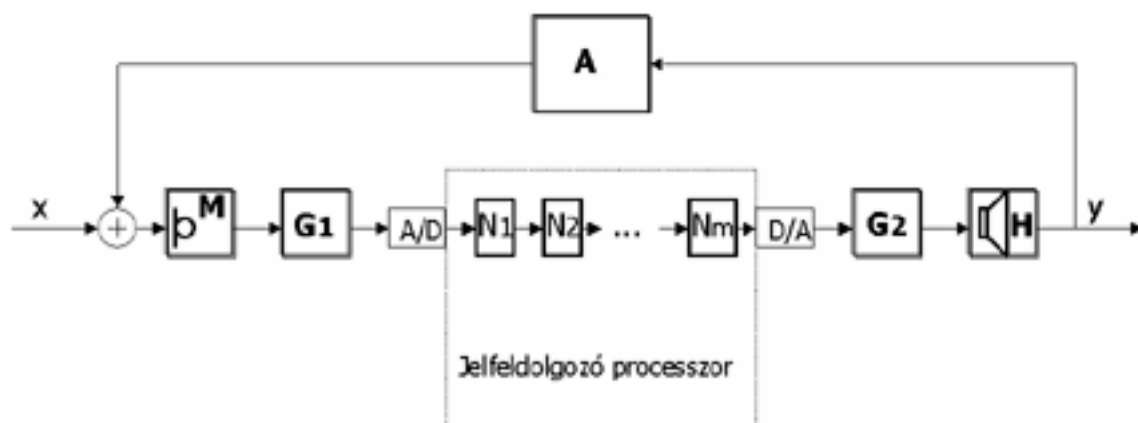 A
x
M
G1
A/D
N1
N2
...
Nm
D/A
G2
H
y
Jelfeldolgozó processzor